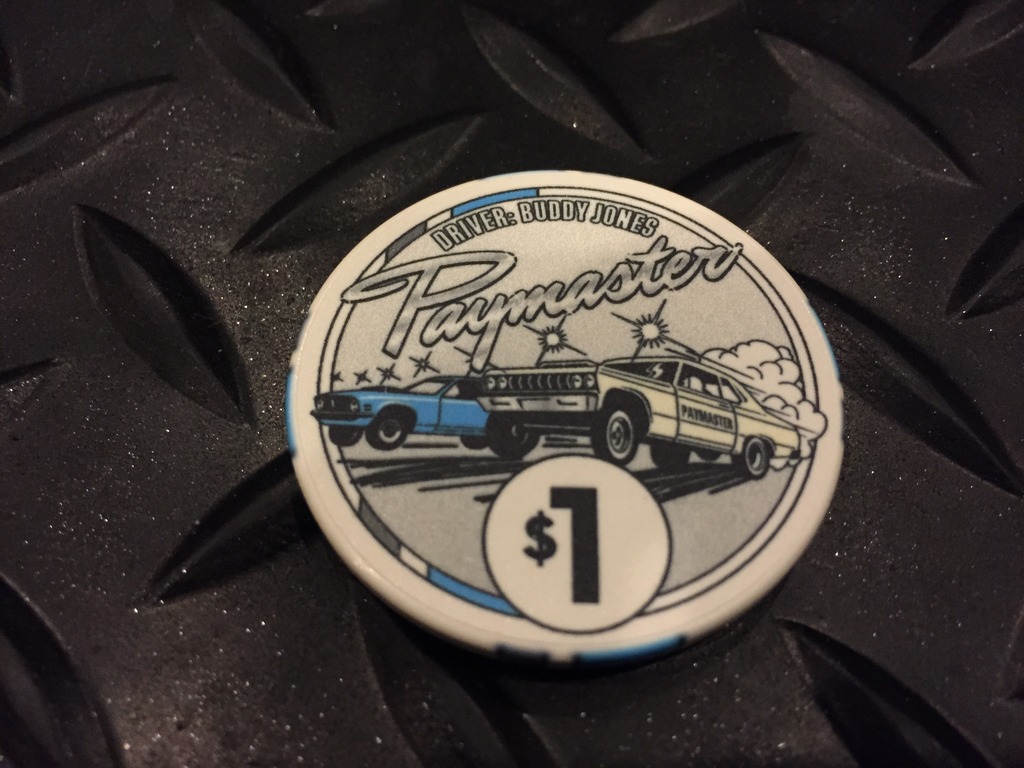 DRIVER: BUDDY JONES
Paymaster
PAYMASTER
$1